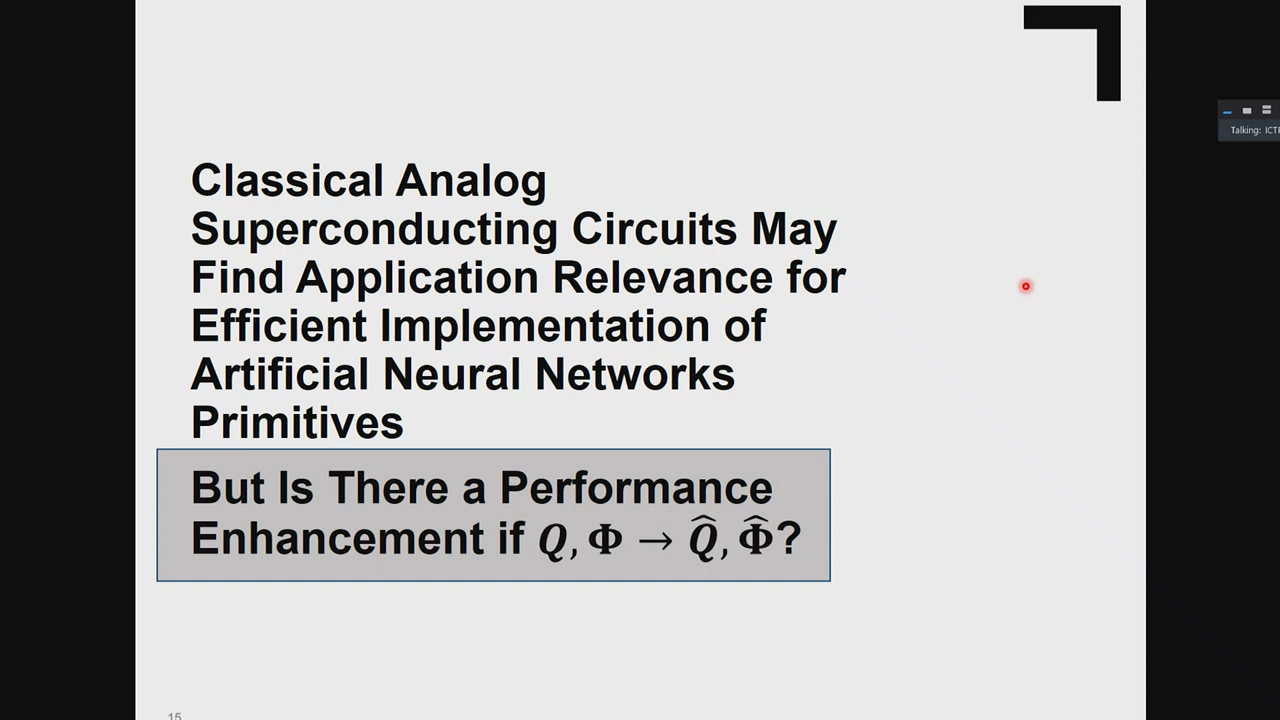 Talking: ICTP
Classical Analog
Superconducting Circuits May
Find Application Relevance for
Efficient Implementation of
Artificial Neural Networks
Primitives
But Is There a Performance
Enhancement if Q, Φ → Q̂, Φ̂?
15